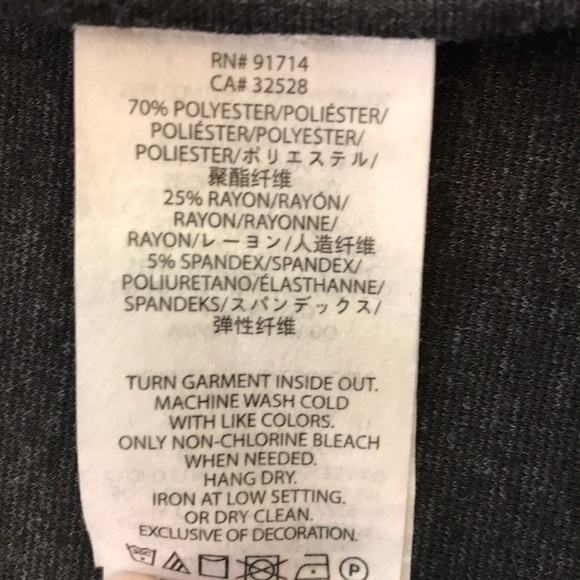 RN# 91714
CA# 32528
70% POLYESTER/POLIÉSTER/
POLIÉSTER/POLYESTER/
POLIESTER/ポリエステル/
聚酯纤维
25% RAYON/RAYÓN/
RAYON/RAYONNE/
RAYON/レーヨン/人造纤维
5% SPANDEX/SPANDEX/
POLIURETANO/ÉLASTHANNE/
SPANDEKS/スパンデックス/
弹性纤维
TURN GARMENT INSIDE OUT.
MACHINE WASH COLD
WITH LIKE COLORS.
ONLY NON-CHLORINE BLEACH
WHEN NEEDED.
HANG DRY.
IRON AT LOW SETTING.
OR DRY CLEAN.
EXCLUSIVE OF DECORATION.
P